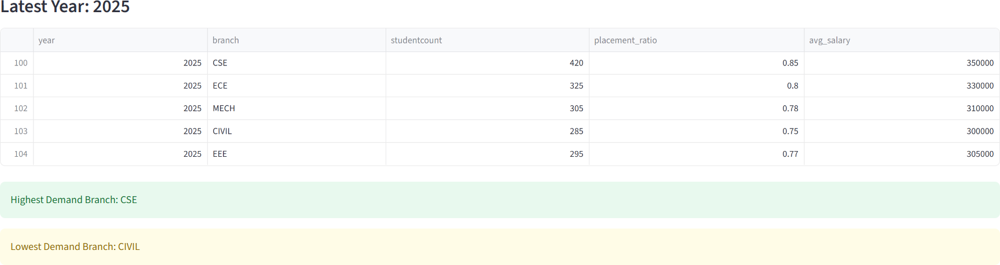 Latest Year: 2025
year branch studentcount placement_ratio avg_salary
100 2025 CSE 420 0.85 350000
101 2025 ECE 325 0.8 330000
102 2025 MECH 305 0.78 310000
103 2025 CIVIL 285 0.75 300000
104 2025 EEE 295 0.77 305000
Highest Demand Branch: CSE
Lowest Demand Branch: CIVIL